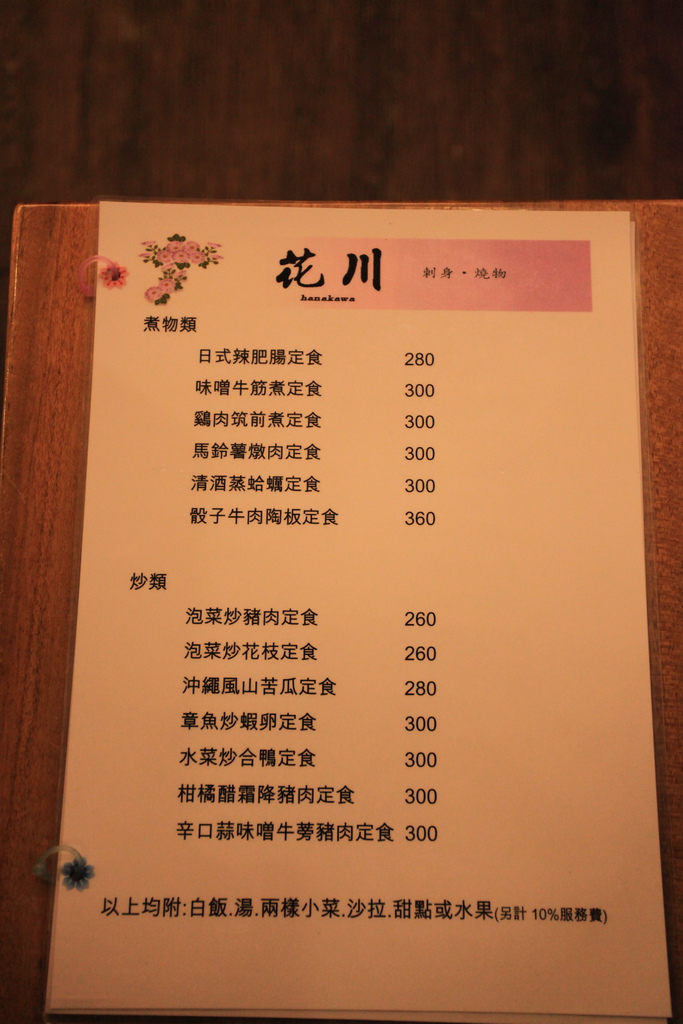 花川 刺身・燒物
hanakawa
煮物類
日式辣肥腸定食 280
味噌牛筋煮定食 300
鷄肉筑前煮定食 300
馬鈴薯燉肉定食 300
清酒蒸蛤蠣定食 300
骰子牛肉陶板定食 360
炒類
泡菜炒豬肉定食 260
泡菜炒花枝定食 260
沖繩風山苦瓜定食 280
章魚炒蝦卵定食 300
水菜炒合鴨定食 300
柑橘醋霜降豬肉定食 300
辛口蒜味噌牛蒡豬肉定食 300
以上均附:白飯.湯.兩樣小菜.沙拉.甜點或水果(另計 10%服務費)